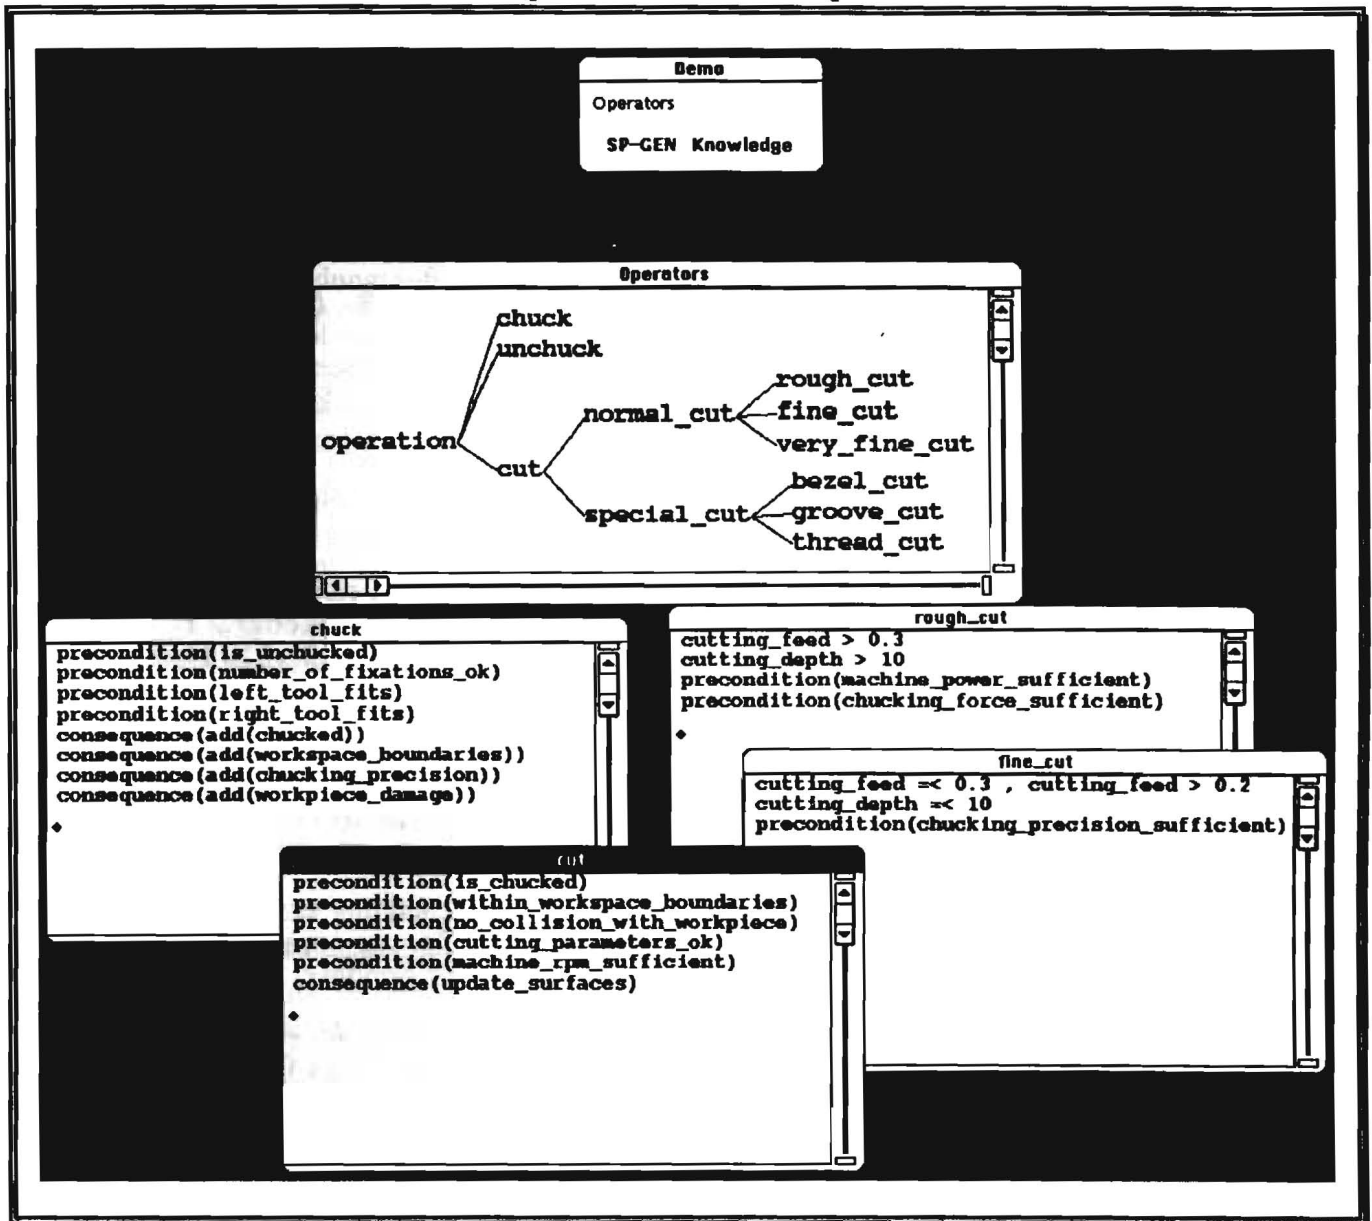 Demo
Operators
SP-GEN Knowledge
Operators
chuck
unchuck
rough_cut
normal_cut
fine_cut
operation
very_fine_cut
cut
bezel_cut
special_cut
groove_cut
thread_cut
chuck
precondition(is_unchucked)
precondition(number_of_fixations_ok)
precondition(left_tool_fits)
precondition(right_tool_fits)
consequence(add(chucked))
consequence(add(workspace_boundaries))
consequence(add(chucking_precision))
consequence(add(workpiece_damage))
rough_cut
cutting_feed > 0.3
cutting_depth > 10
precondition(machine_power_sufficient)
precondition(chucking_force_sufficient)
fine_cut
cutting_feed =< 0.3 , cutting_feed > 0.2
cutting_depth =< 10
precondition(chucking_precision_sufficient)
cut
precondition(is_chucked)
precondition(within_workspace_boundaries)
precondition(no_collision_with_workpiece)
precondition(cutting_parameters_ok)
precondition(machine_rpm_sufficient)
consequence(update_surfaces)